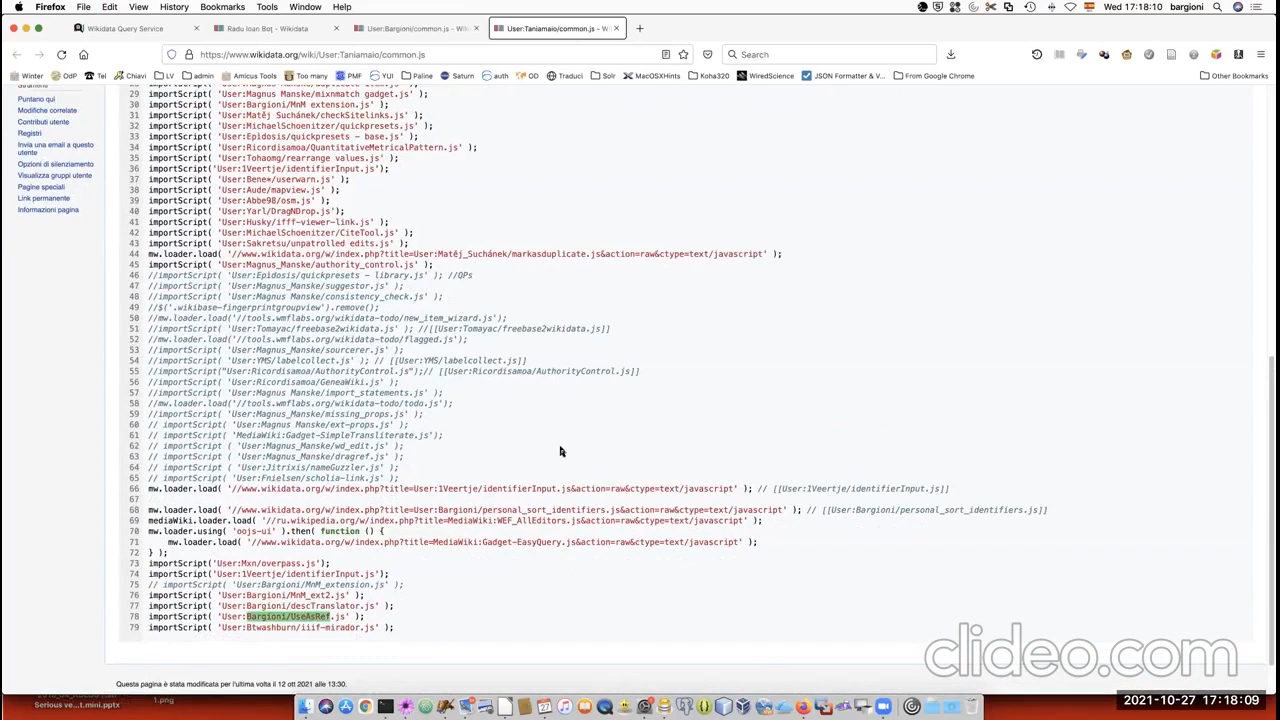 Firefox File Edit View History Bookmarks Tools Window Help
Wed 17:18:10 bargioni
Wikidata Query Service
Radu Ioan Boț - Wikidata
User:Bargioni/common.js - Wi
User:Taniamaio/common.js - Wi
https://www.wikidata.org/wiki/User:Taniamaio/common.js
Search
Winter OdP Tel Chiavi LV admin Amicus Tools Too many PMF YUI Paline Saturn auth OD Traduci Solr MacOSXHints Koha320 WiredScience JSON Formatter & V... From Google Chrome Other Bookmarks
Strumenti
Puntano qui
Modifiche correlate
Contributi utente
Registri
Invia una email a questo
utente
Opzioni di silenziamento
Visualizza gruppi utente
Pagine speciali
Link permanente
Informazioni pagina
29 importScript( 'User:Magnus Manske/mixnmatch gadget.js' );
30 importScript( 'User:Bargioni/MnM extension.js' );
31 importScript( 'User:Matěj Suchánek/checkSitelinks.js' );
32 importScript( 'User:MichaelSchoenitzer/quickpresets.js' );
33 importScript( 'User:Epidosis/quickpresets - base.js' );
34 importScript( 'User:Ricordisamoa/QuantitativeMetricalPattern.js' );
35 importScript( 'User:Tohaomg/rearrange values.js' );
36 importScript('User:1Veertje/identifierInput.js');
37 importScript( 'User:Bene*/userwarn.js' );
38 importScript( 'User:Aude/mapview.js' );
39 importScript( 'User:Abbe98/osm.js' );
40 importScript( 'User:Yarl/DragNDrop.js');
41 importScript( 'User:Husky/ifff-viewer-link.js' );
42 importScript( 'User:MichaelSchoenitzer/CiteTool.js' );
43 importScript( 'User:Sakretsu/unpatrolled edits.js' );
44 mw.loader.load( '//www.wikidata.org/w/index.php?title=User:Matěj_Suchánek/markasduplicate.js&action=raw&ctype=text/javascript' );
45 importScript( 'User:Magnus_Manske/authority_control.js' );
46 //importScript( 'User:Epidosis/quickpresets - library.js' ); //QPs
47 //importScript( 'User:Magnus_Manske/suggestor.js' );
48 //importScript( 'User:Magnus Manske/consistency_check.js' );
49 //$('.wikibase-fingerprintgroupview').remove();
50 //mw.loader.load('//tools.wmflabs.org/wikidata-todo/new_item_wizard.js');
51 //importScript( 'User:Tomayac/freebase2wikidata.js' ); //[[User:Tomayac/freebase2wikidata.js]]
52 //mw.loader.load('//tools.wmflabs.org/wikidata-todo/flagged.js');
53 //importScript( 'User:Magnus_Manske/sourcerer.js' );
54 //importScript( 'User:YMS/labelcollect.js' ); // [[User:YMS/labelcollect.js]]
55 //importScript("User:Ricordisamoa/AuthorityControl.js");// [[User:Ricordisamoa/AuthorityControl.js]]
56 //importScript( 'User:Ricordisamoa/GeneaWiki.js' );
57 //importScript( 'User:Magnus Manske/import_statements.js' );
58 //mw.loader.load('//tools.wmflabs.org/wikidata-todo/todo.js');
59 //importScript( 'User:Magnus_Manske/missing_props.js' );
60 // importScript( 'User:Magnus Manske/ext-props.js' );
61 // importScript( 'MediaWiki:Gadget-SimpleTransliterate.js');
62 // importScript ( 'User:Magnus_Manske/wd_edit.js' );
63 // importScript ( 'User:Magnus_Manske/dragref.js' );
64 // importScript ( 'User:Jitrixis/nameGuzzler.js' );
65 // importScript( 'User:Fnielsen/scholia-link.js' );
66 mw.loader.load( '//www.wikidata.org/w/index.php?title=User:1Veertje/identifierInput.js&action=raw&ctype=text/javascript' ); // [[User:1Veertje/identifierInput.js]]
67
68 mw.loader.load( '//www.wikidata.org/w/index.php?title=User:Bargioni/personal_sort_identifiers.js&action=raw&ctype=text/javascript' ); // [[User:Bargioni/personal_sort_identifiers.js]]
69 mediaWiki.loader.load( '//ru.wikipedia.org/w/index.php?title=MediaWiki:WEF_AllEditors.js&action=raw&ctype=text/javascript' );
70 mw.loader.using( 'oojs-ui' ).then( function () {
71 mw.loader.load( '//www.wikidata.org/w/index.php?title=MediaWiki:Gadget-EasyQuery.js&action=raw&ctype=text/javascript' );
72 } );
73 importScript('User:Mxn/overpass.js');
74 importScript('User:1Veertje/identifierInput.js');
75 // importScript( 'User:Bargioni/MnM_extension.js' );
76 importScript( 'User:Bargioni/MnM_ext2.js' );
77 importScript( 'User:Bargioni/descTranslator.js' );
78 importScript( 'User:Bargioni/UseAsRef.js' );
79 importScript( 'User:Btwashburn/iiif-mirador.js' );
Questa pagina è stata modificata per l'ultima volta il 12 ott 2021 alle 13:30.
clideo.com
Serious ve...t.mini.pptx
1.png
2021-10-27 17:18:09